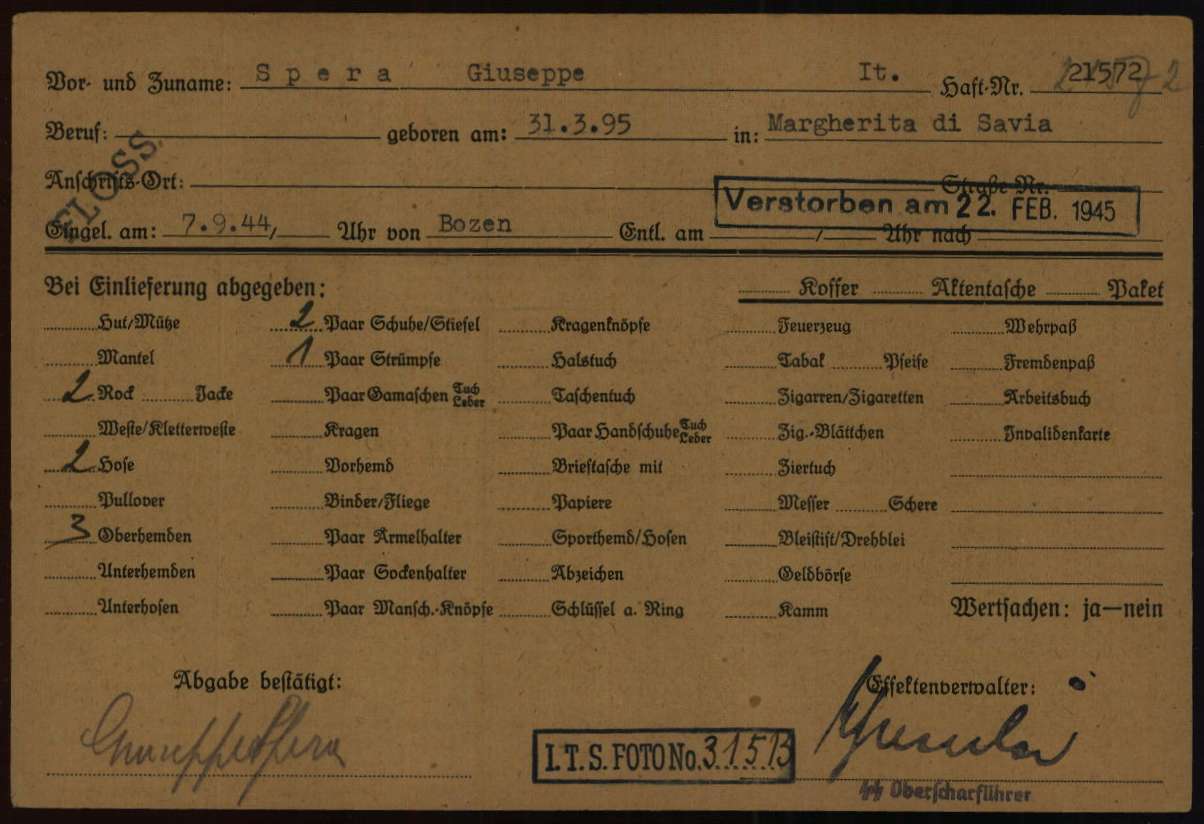 Vor- und Zuname: Spera Giuseppe It. Haft-Nr. 21572
Beruf: geboren am: 31.3.95 in: Margherita di Savia
Anschrifts-Ort: Straße Nr.
FLOSS
Verstorben am 22. FEB. 1945
Eingel. am: 7.9.44, Uhr von Bozen Entl. am / Uhr nach
Bei Einlieferung abgegeben: Koffer Aktentasche Paket
Hut/Mütze 2 Paar Schuhe/Stiefel Kragenknöpfe Feuerzeug Wehrpaß
Mantel 1 Paar Strümpfe Halstuch Tabak Pfeife Fremdenpaß
2 Rock Jacke Paar Gamaschen Tuch Leder Taschentuch Zigarren/Zigaretten Arbeitsbuch
Weste/Kletterweste Kragen Paar Handschuhe Tuch Leder Zig.-Blättchen Invalidenkarte
2 Hose Vorhemd Brieftasche mit Ziertuch
Pullover Binder/Fliege Papiere Messer Schere
3 Oberhemden Paar Ärmelhalter Sporthemd/Hosen Bleistift/Drehblei
Unterhemden Paar Sockenhalter Abzeichen Geldbörse
Unterhosen Paar Mansch.-Knöpfe Schlüssel a. Ring Kamm Wertsachen: ja—nein
Abgabe bestätigt: Effektenverwalter:
Giuseppe Spera
I.T.S. FOTO No. 31513
SS Oberscharführer